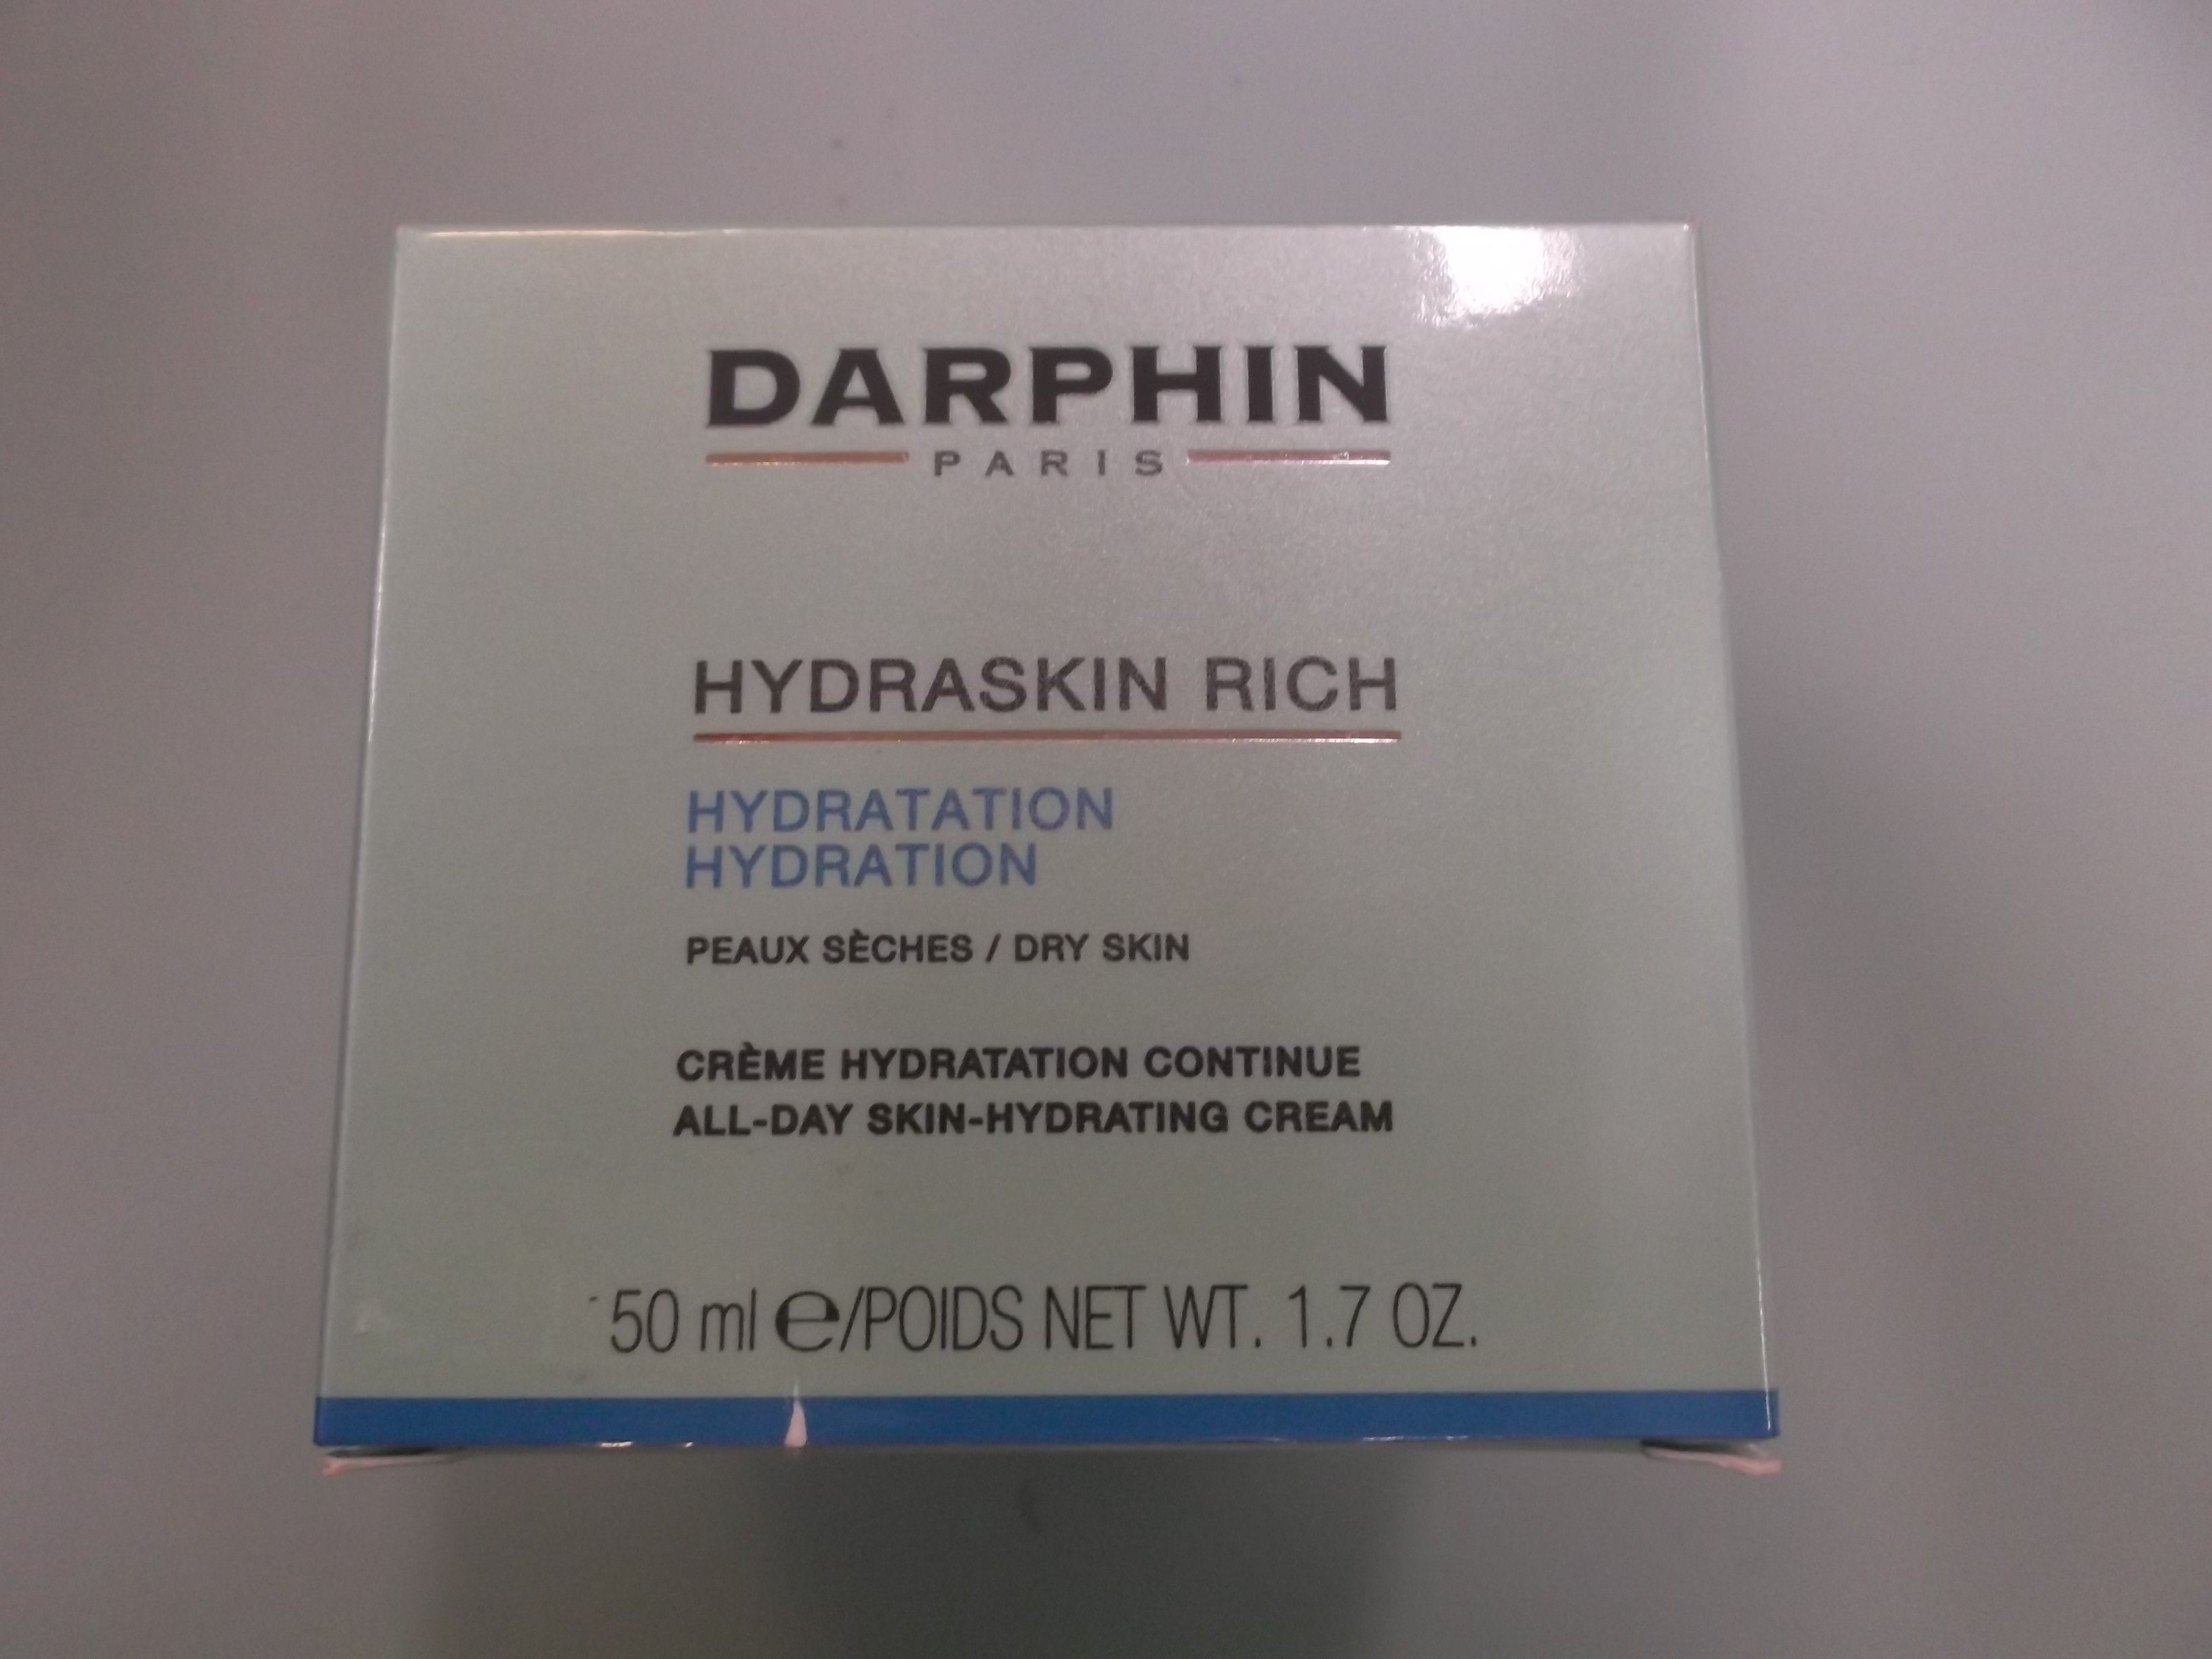 DARPHIN
PARIS
HYDRASKIN RICH
HYDRATATION
HYDRATION
PEAUX SÈCHES / DRY SKIN
CRÈME HYDRATATION CONTINUE
ALL-DAY SKIN-HYDRATING CREAM
50 ml e/POIDS NET WT. 1.7 OZ.